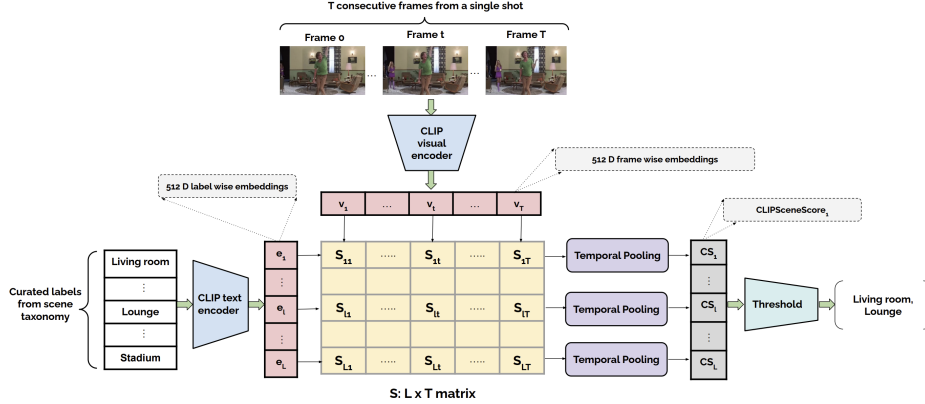 T consecutive frames from a single shot
Frame 0
Frame t
Frame T
...
...
CLIP
visual
encoder
512 D frame wise embeddings
512 D label wise embeddings
v1 ... vt ... vT
CLIPSceneScore1
Curated labels
from scene
taxonomy
Living room
⋮
Lounge
⋮
Stadium
CLIP text
encoder
e1
⋮
el
⋮
eL
S11 ..... S1t ..... S1T
Sl1 ..... Slt ..... SlT
SL1 ..... SLt ..... SLT
Temporal Pooling
Temporal Pooling
Temporal Pooling
CS1
⋮
CSl
⋮
CSL
Threshold
Living room,
Lounge
S: L x T matrix